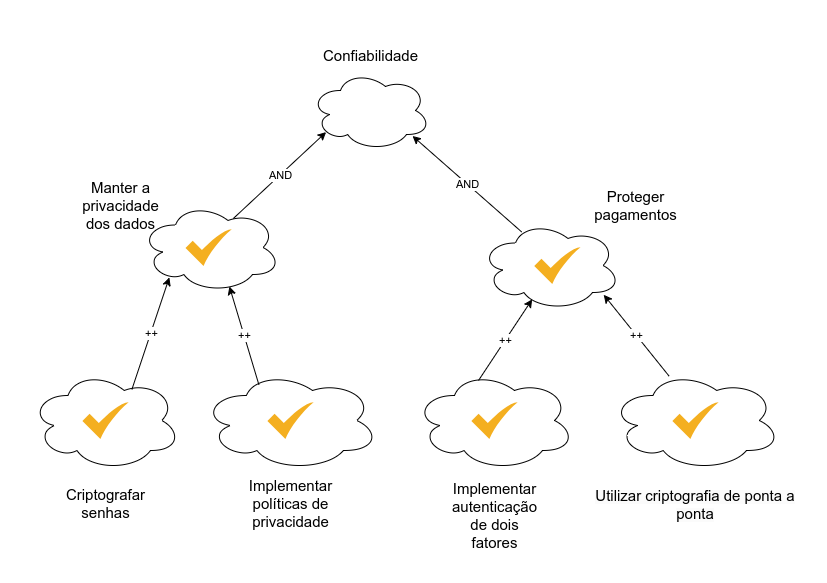 Confiabilidade
AND
AND
Manter a
privacidade
dos dados
Proteger
pagamentos
++
++
++
++
Criptografar
senhas
Implementar
políticas de
privacidade
Implementar
autenticação
de dois
fatores
Utilizar criptografia de ponta a
ponta